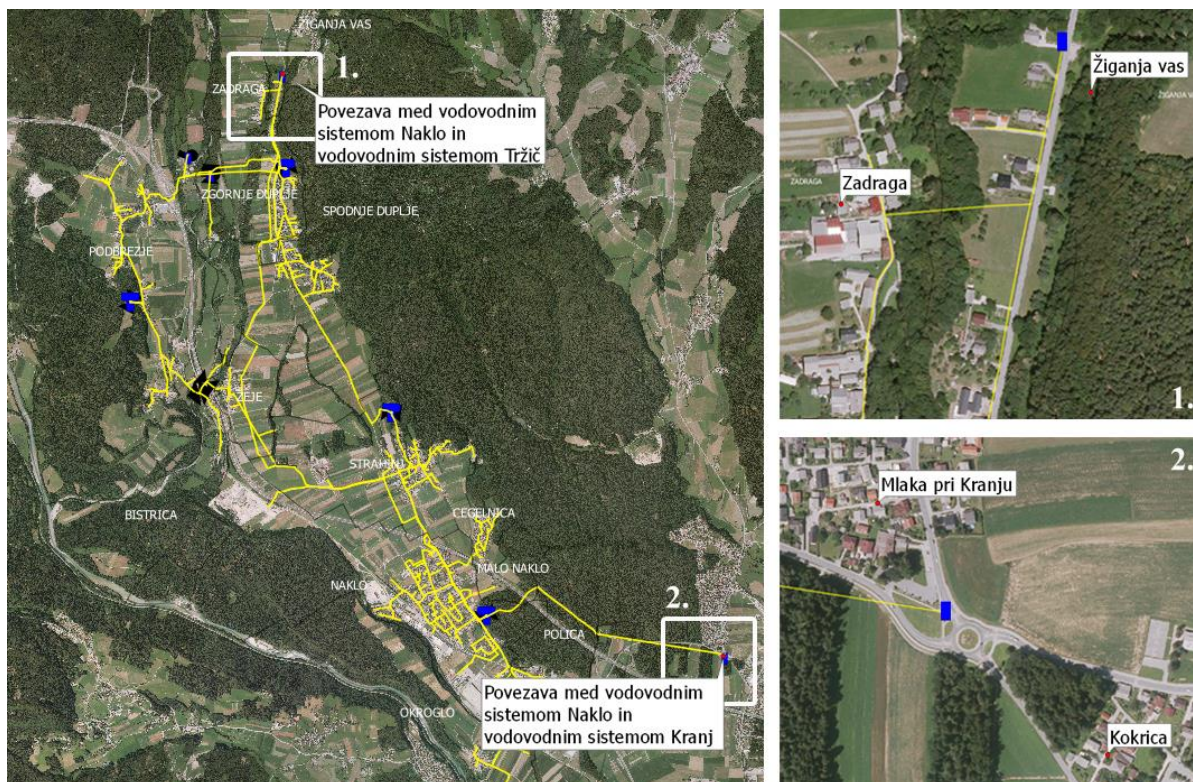 ŽIGANJA VAS
1.
ZADRAGA
Povezava med vodovodnim
sistemom Naklo in
vodovodnim sistemom Tržič
ZGORNJE DUPLJE
SPODNJE DUPLJE
PODBREZJE
ŽEJE
STRAHINJ
BISTRICA
CEGELNICA
NAKLO
MALO NAKLO
2.
POLICA
Povezava med vodovodnim
sistemom Naklo in
vodovodnim sistemom Kranj
OKROGLO
Žiganja vas
ŽIGANJA V
ZADRAGA
Zadraga
1.
2.
Mlaka pri Kranju
Kokrica